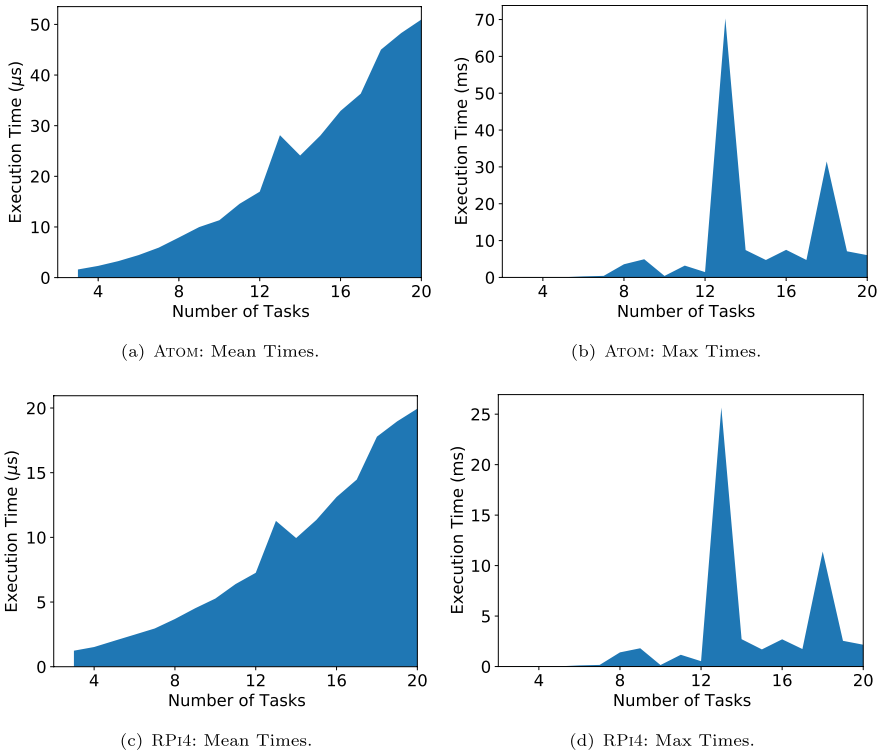 50
40
30
20
10
0
Execution Time (μs)
4 8 12 16 20
Number of Tasks
(a) Atom: Mean Times.
70
60
50
40
30
20
10
0
Execution Time (ms)
4 8 12 16 20
Number of Tasks
(b) Atom: Max Times.
20
15
10
5
0
Execution Time (μs)
4 8 12 16 20
Number of Tasks
(c) RPi4: Mean Times.
25
20
15
10
5
0
Execution Time (ms)
4 8 12 16 20
Number of Tasks
(d) RPi4: Max Times.